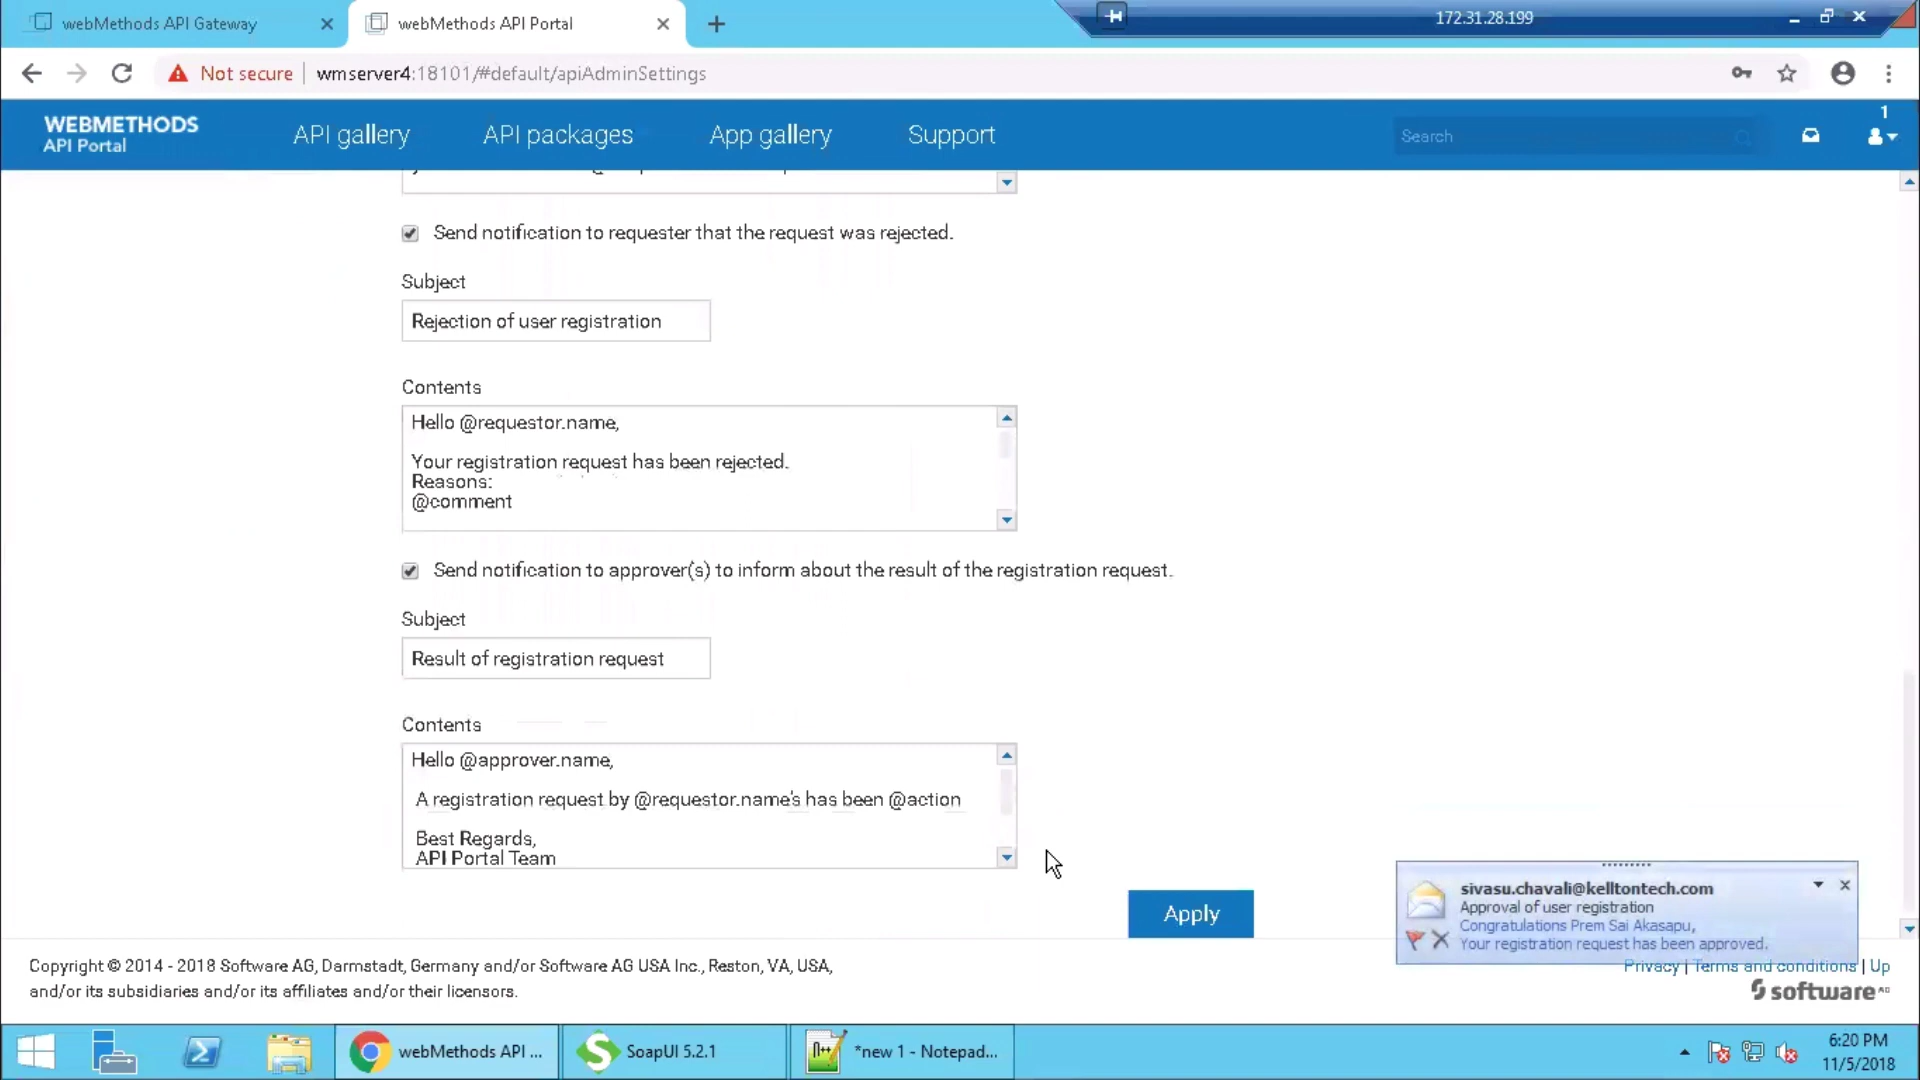 webMethods API Gateway
webMethods API Portal
172.31.28.199
Not secure
wmserver4:18101/#default/apiAdminSettings
WEBMETHODS
API Portal
API gallery
API packages
App gallery
Support
Search
1
Send notification to requester that the request was rejected.
Subject
Rejection of user registration
Contents
Hello @requestor.name,
Your registration request has been rejected.
Reasons:
@comment
Send notification to approver(s) to inform about the result of the registration request.
Subject
Result of registration request
Contents
Hello @approver.name,
A registration request by @requestor.name's has been @action
Best Regards,
API Portal Team
Apply
sivasu.chavali@kelltontech.com
Approval of user registration
Congratulations Prem Sai Akasapu,
Your registration request has been approved.
Copyright © 2014 - 2018 Software AG, Darmstadt, Germany and/or Software AG USA Inc., Reston, VA, USA,
and/or its subsidiaries and/or its affiliates and/or their licensors.
Privacy | Terms and conditions | Up
software AG
webMethods API ...
SoapUI 5.2.1
*new 1 - Notepad...
6:20 PM
11/5/2018